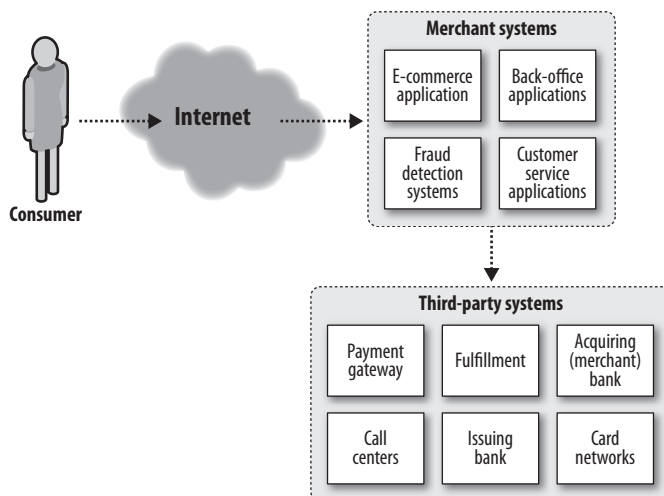 Consumer
Internet
Merchant systems
E-commerce
application
Back-office
applications
Fraud
detection
systems
Customer
service
applications
Third-party systems
Payment
gateway
Fulfillment
Acquiring
(merchant)
bank
Call
centers
Issuing
bank
Card
networks